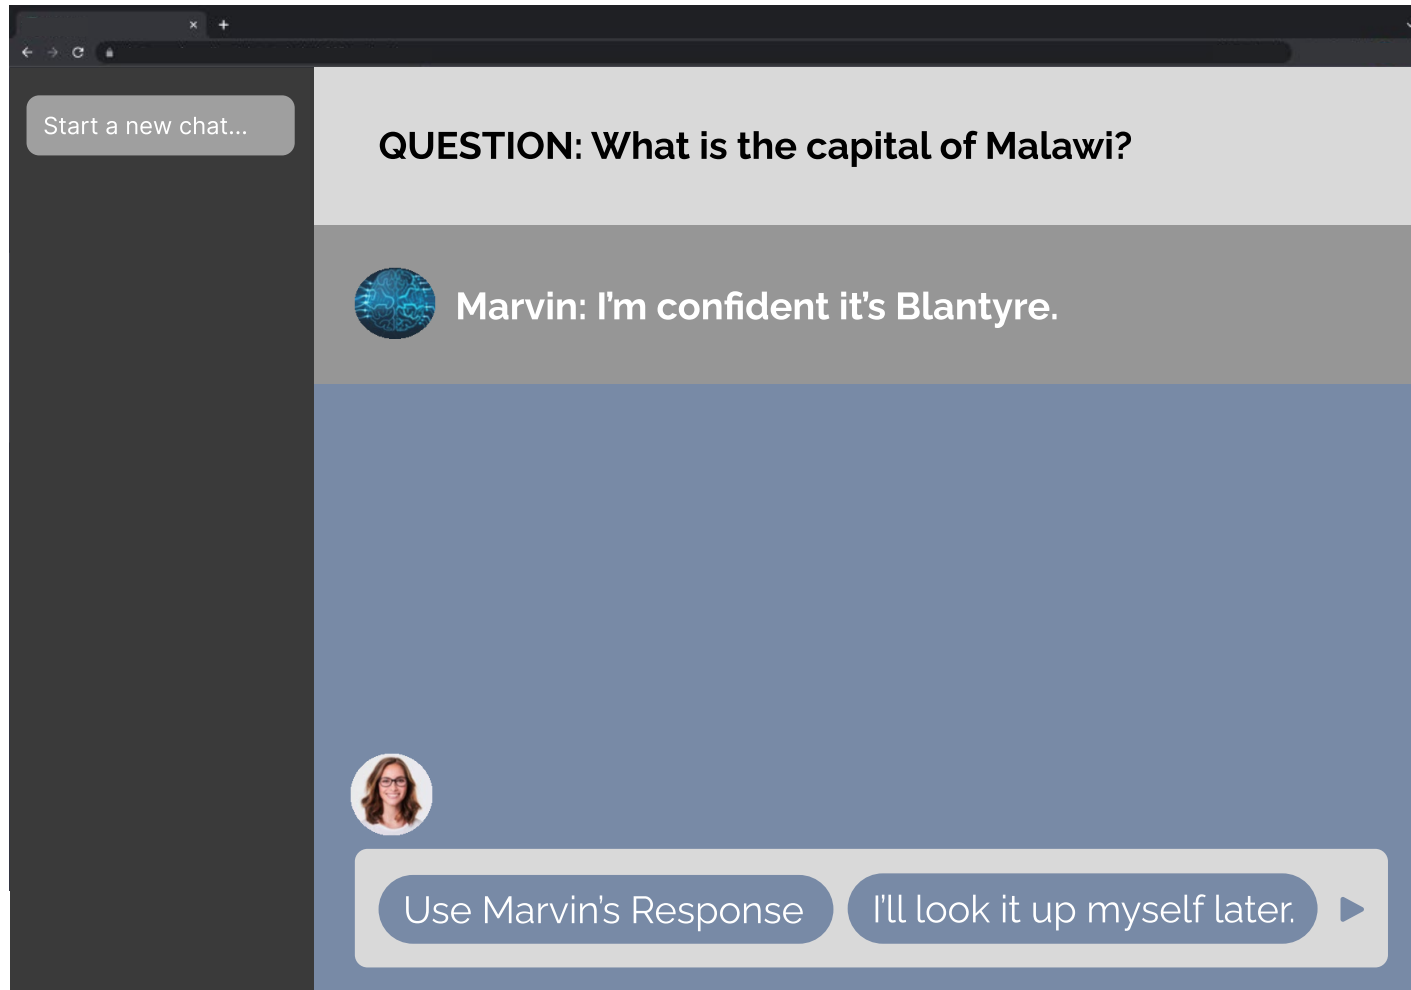 Start a new chat...
QUESTION: What is the capital of Malawi?
Marvin: I’m confident it’s Blantyre.
Use Marvin’s Response
I’ll look it up myself later.